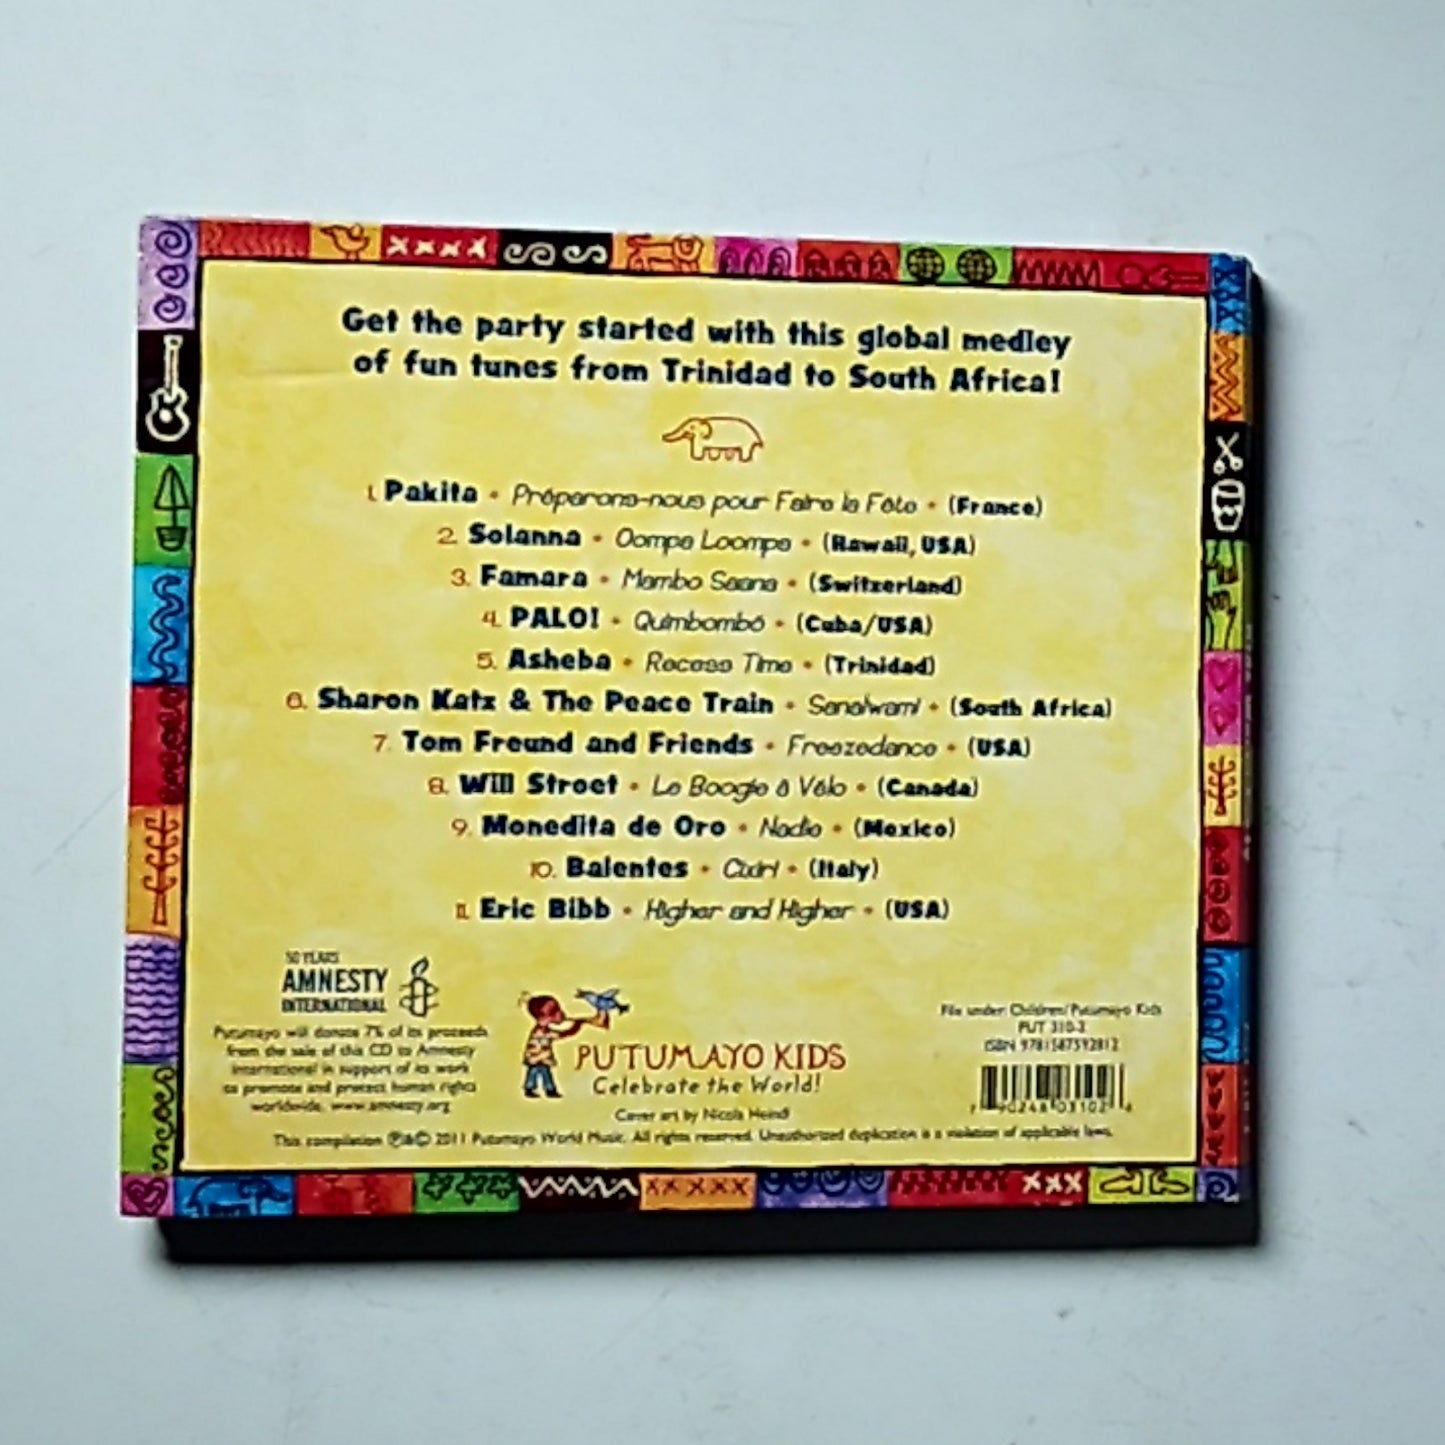 Get the party started with this global medley
of fun tunes from Trinidad to South Africa!
1. Pakita • Préparons-nous pour Faire la Fête • (France)
2. Solanna • Oompa Loompa • (Hawaii, USA)
3. Famara • Mambo Saana • (Switzerland)
4. PALO! • Quimbombó • (Cuba/USA)
5. Asheba • Recess Time • (Trinidad)
6. Sharon Katz & The Peace Train • Sanalwami • (South Africa)
7. Tom Freund and Friends • Freezedance • (USA)
8. Will Stroet • Le Boogie à Vélo • (Canada)
9. Monedita de Oro • Nadie • (Mexico)
10. Balentes • (Italy)
11. Eric Bibb • Higher and Higher • (USA)
50 YEARS
AMNESTY
INTERNATIONAL
Putumayo will donate 7% of its proceeds
from the sale of this CD to Amnesty
International in support of its work
to promote and protect human rights
worldwide. www.amnesty.org
PUTUMAYO KIDS
Celebrate the World!
Cover art by Nicola Heindl
File under: Children/Putumayo Kids
PUT 310-2
ISBN 9781587592812
7 90248 03102 6
This compilation ℗&© 2011 Putumayo World Music. All rights reserved. Unauthorized duplication is a violation of applicable laws.